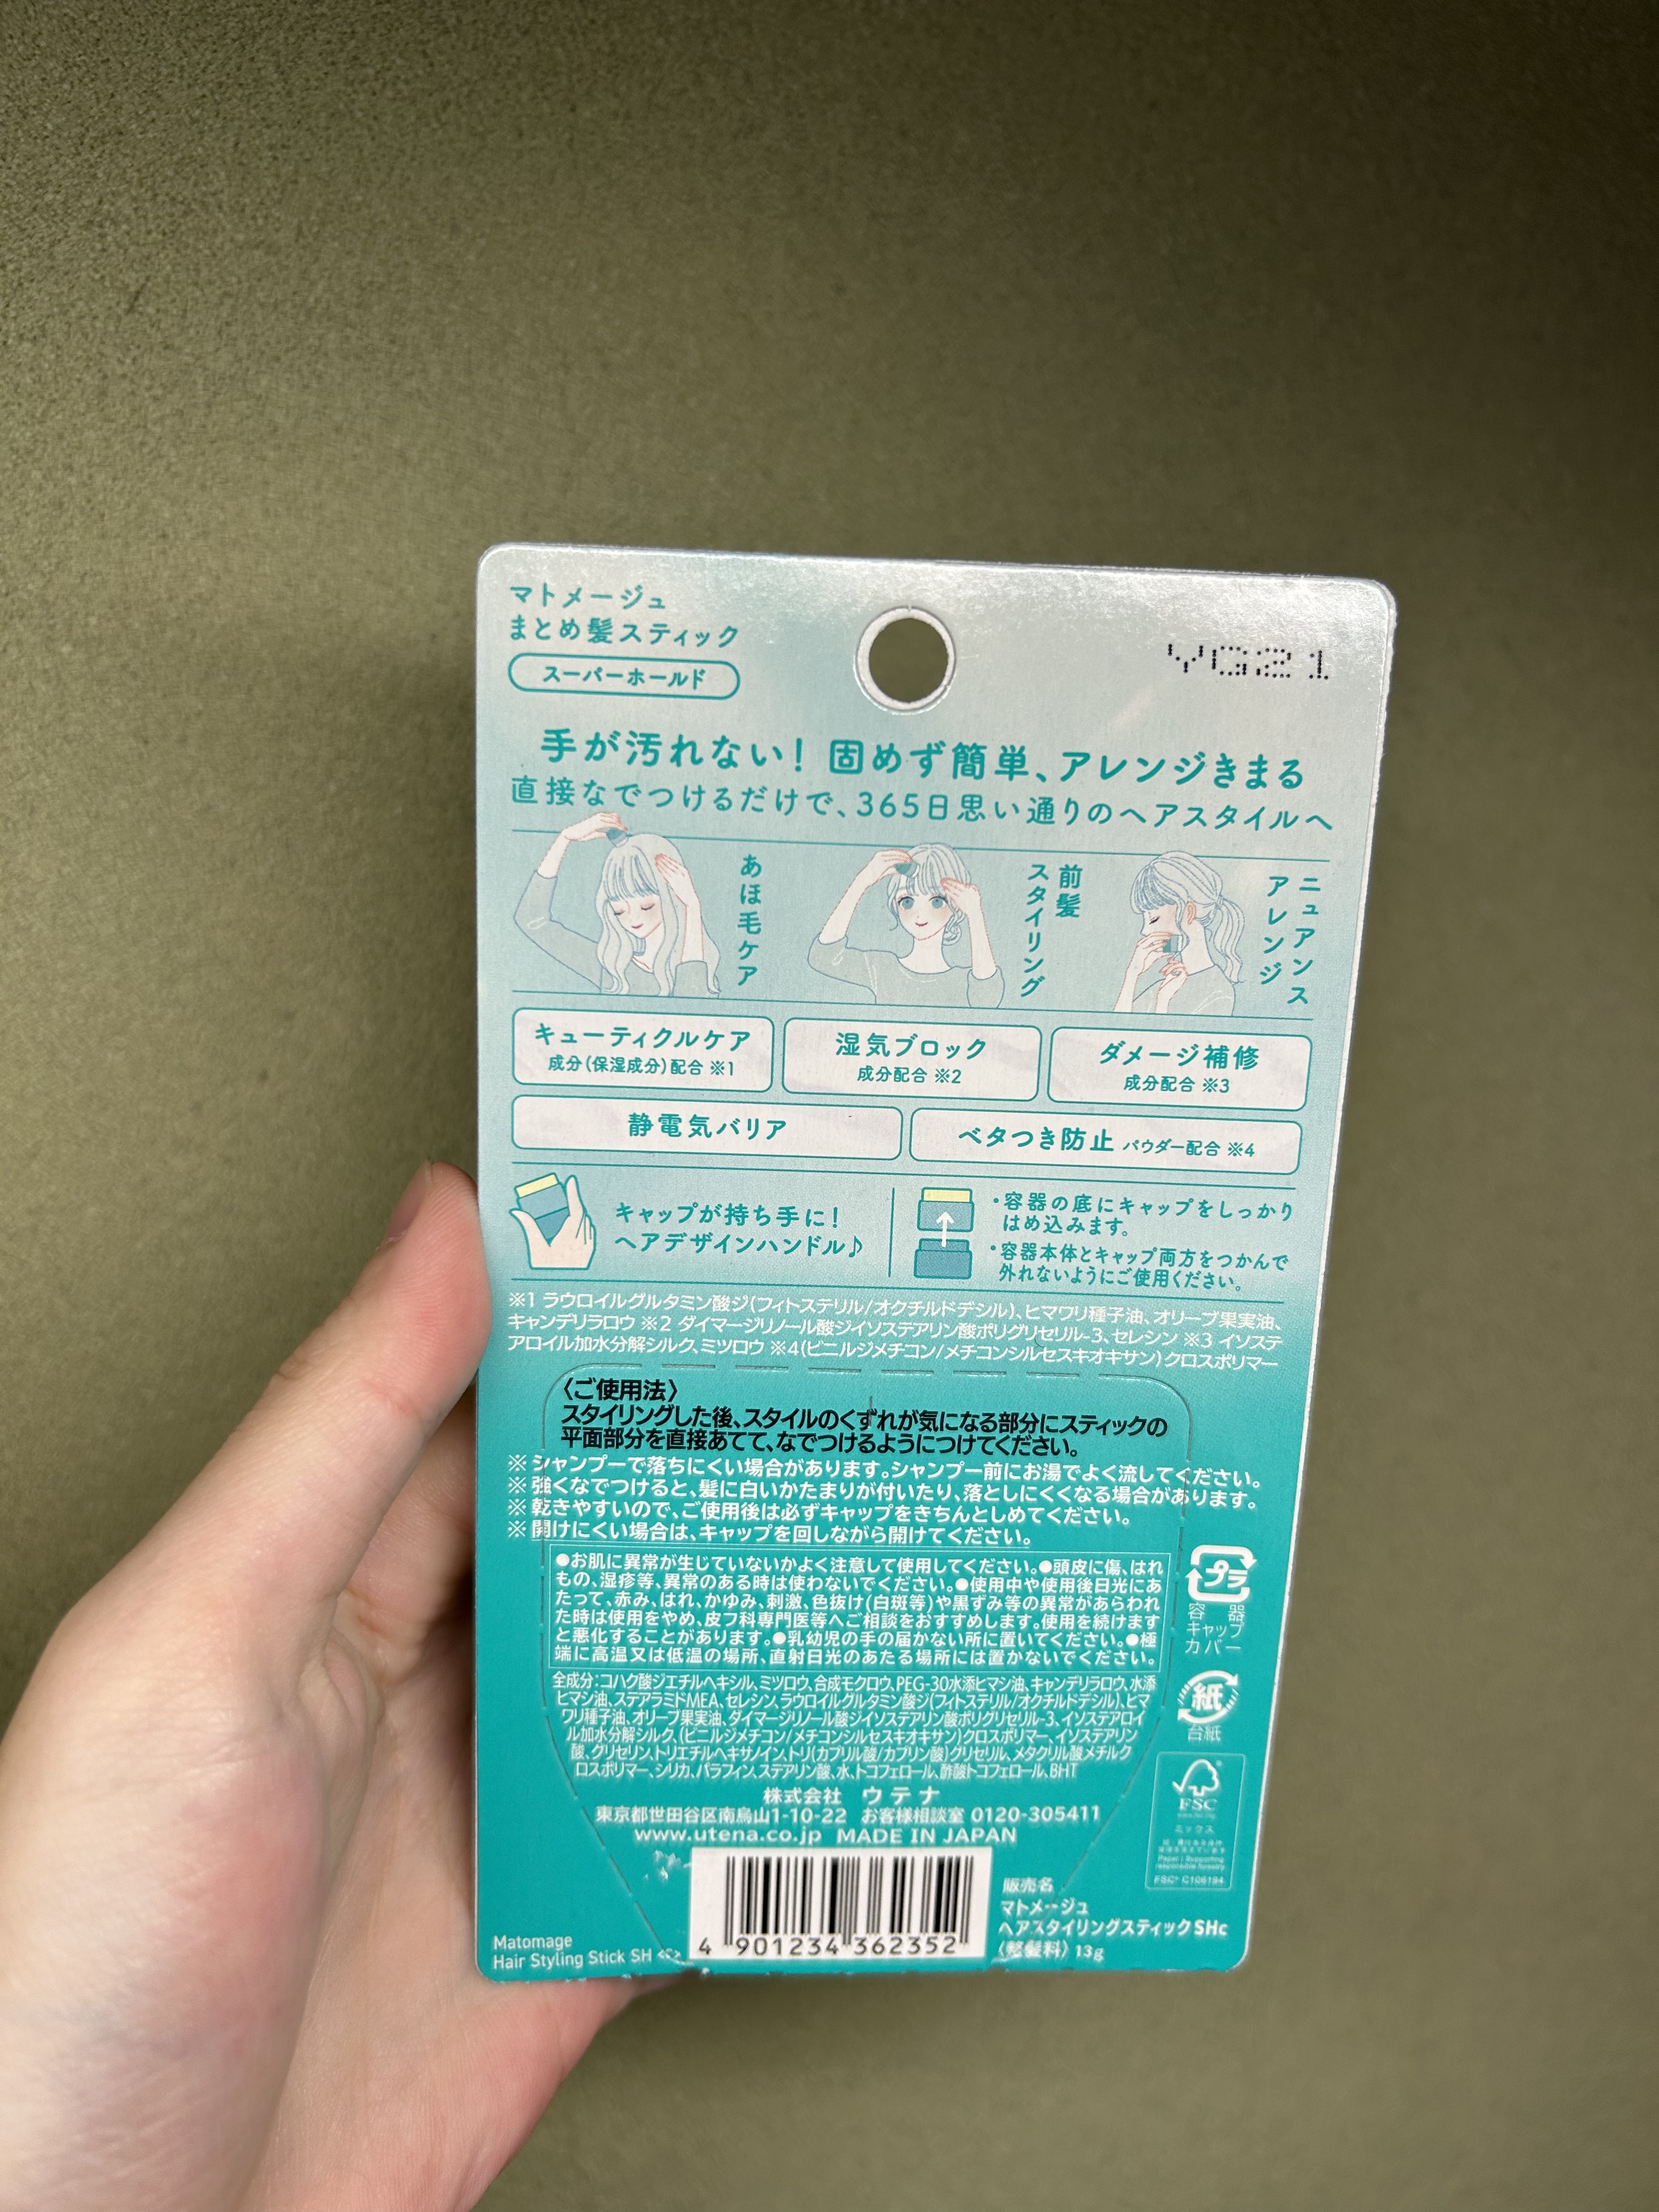 マトメージュ
まとめ髪スティック
スーパーホールド
YG21
手が汚れない！ 固めず簡単、アレンジきまる
直接なでつけるだけで、365日思い通りのヘアスタイルへ
あほ毛ケア
前髪
スタイリング
ニュアンス
アレンジ
キューティクルケア
成分(保湿成分)配合 ※1
湿気ブロック
成分配合 ※2
ダメージ補修
成分配合 ※3
静電気バリア
ベタつき防止 パウダー配合 ※4
キャップが持ち手に！
ヘアデザインハンドル♪
・容器の底にキャップをしっかり
はめ込みます。
・容器本体とキャップ両方をつかんで
外れないようにご使用ください。
※1 ラウロイルグルタミン酸ジ(フィトステリル/オクチルドデシル)、ヒマワリ種子油、オリーブ果実油、
キャンデリラロウ ※2 ダイマージリノール酸ジイソステアリン酸ポリグリセリル-3、セレシン ※3 イソステ
アロイル加水分解シルク、ミツロウ ※4(ビニルジメチコン/メチコンシルセスキオキサン)クロスポリマー
〈ご使用法〉
スタイリングした後、スタイルのくずれが気になる部分にスティックの
平面部分を直接あてて、なでつけるようにつけてください。
※ シャンプーで落ちにくい場合があります。シャンプー前にお湯でよく流してください。
※ 強くなでつけると、髪に白いかたまりが付いたり、落としにくくなる場合があります。
※ 乾きやすいので、ご使用後は必ずキャップをきちんとしめてください。
※ 開けにくい場合は、キャップを回しながら開けてください。
●お肌に異常が生じていないかよく注意して使用してください。●頭皮に傷、はれ
もの、湿疹等、異常のある時は使わないでください。●使用中や使用後日光にあ
たって、赤み、はれ、かゆみ、刺激、色抜け(白斑等)や黒ずみ等の異常があらわれ
た時は使用をやめ、皮フ科専門医等へご相談をおすすめします。使用を続けます
と悪化することがあります。●乳幼児の手の届かない所に置いてください。●極
端に高温又は低温の場所、直射日光のあたる場所には置かないでください。
プラ
容器
キャップ
カバー
全成分：コハク酸ジエチルヘキシル、ミツロウ、合成モクロウ、PEG-30水添ヒマシ油、キャンデリラロウ、水添
ヒマシ油、ステアラミドMEA、セレシン、ラウロイルグルタミン酸ジ(フィトステリル/オクチルドデシル)、ヒマ
ワリ種子油、オリーブ果実油、ダイマージリノール酸ジイソステアリン酸ポリグリセリル-3、イソステアロイ
ル加水分解シルク、(ビニルジメチコン/メチコンシルセスキオキサン)クロスポリマー、イソステアリン
酸、グリセリン、トリエチルヘキサノイン、トリ(カプリル酸/カプリン酸)グリセリル、メタクリル酸メチルク
ロスポリマー、シリカ、パラフィン、ステアリン酸、水、トコフェロール、酢酸トコフェロール、BHT
紙
台紙
株式会社 ウテナ
東京都世田谷区南烏山1-10-22 お客様相談室 0120-305411
www.utena.co.jp MADE IN JAPAN
FSC
ミックス
Paper | Supporting
responsible forestry
FSC® C106194
4 901234 362352
販売名
マトメージュ
ヘアスタイリングスティックSHc
〈整髪料〉 13g
Matomage
Hair Styling Stick SH